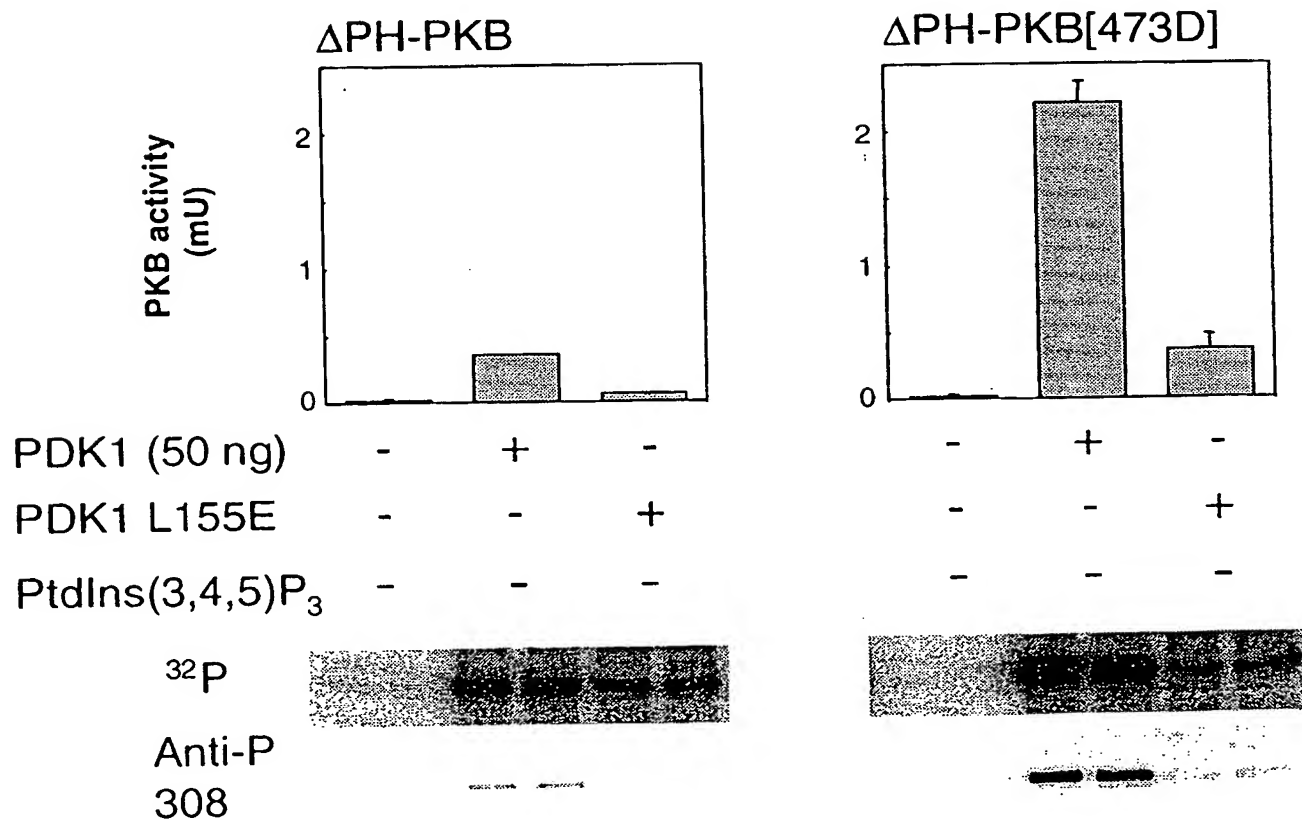 ΔPH-PKB
ΔPH-PKB[473D]
PKB activity
(mU)
2
1
0
2
1
0
PDK1 (50 ng) - + - - + -
PDK1 L155E - - + - - +
PtdIns(3,4,5)P₃ - - - - - -
³²P
Anti-P
308